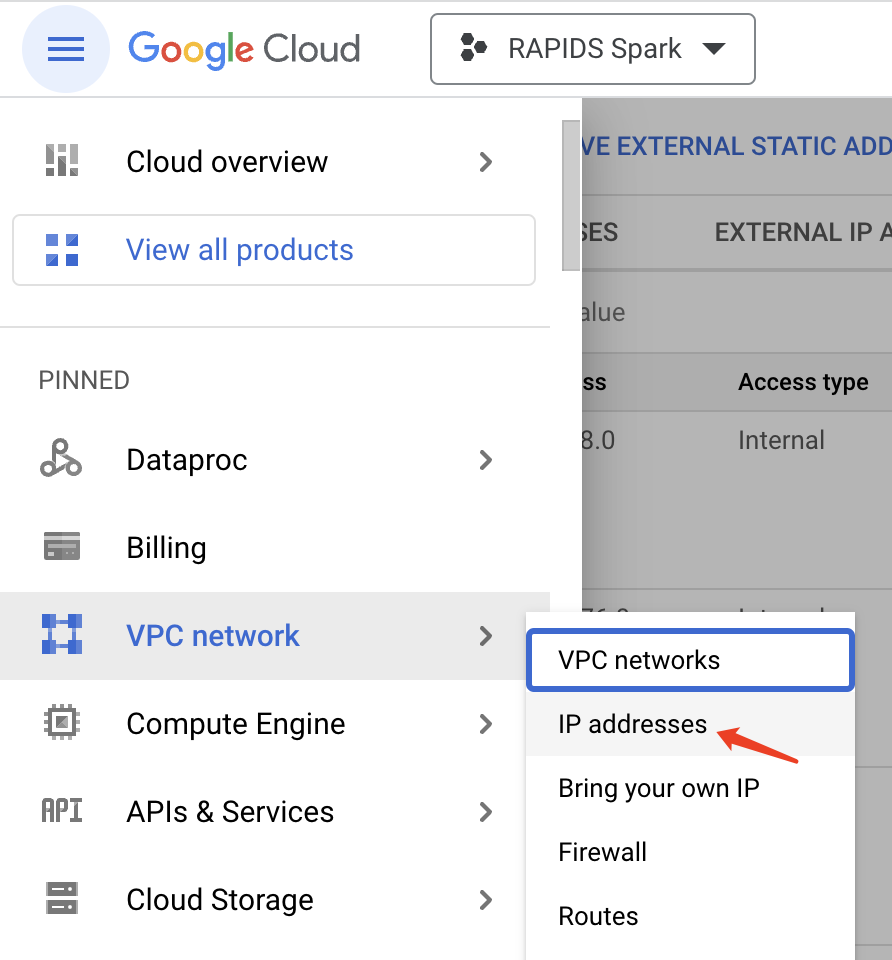 Google Cloud
RAPIDS Spark
Cloud overview
View all products
PINNED
Dataproc
Billing
VPC network
Compute Engine
API
APIs & Services
Cloud Storage
VPC networks
IP addresses
Bring your own IP
Firewall
Routes
VE EXTERNAL STATIC ADD
SES
EXTERNAL IP A
alue
ss
Access type
8.0
Internal